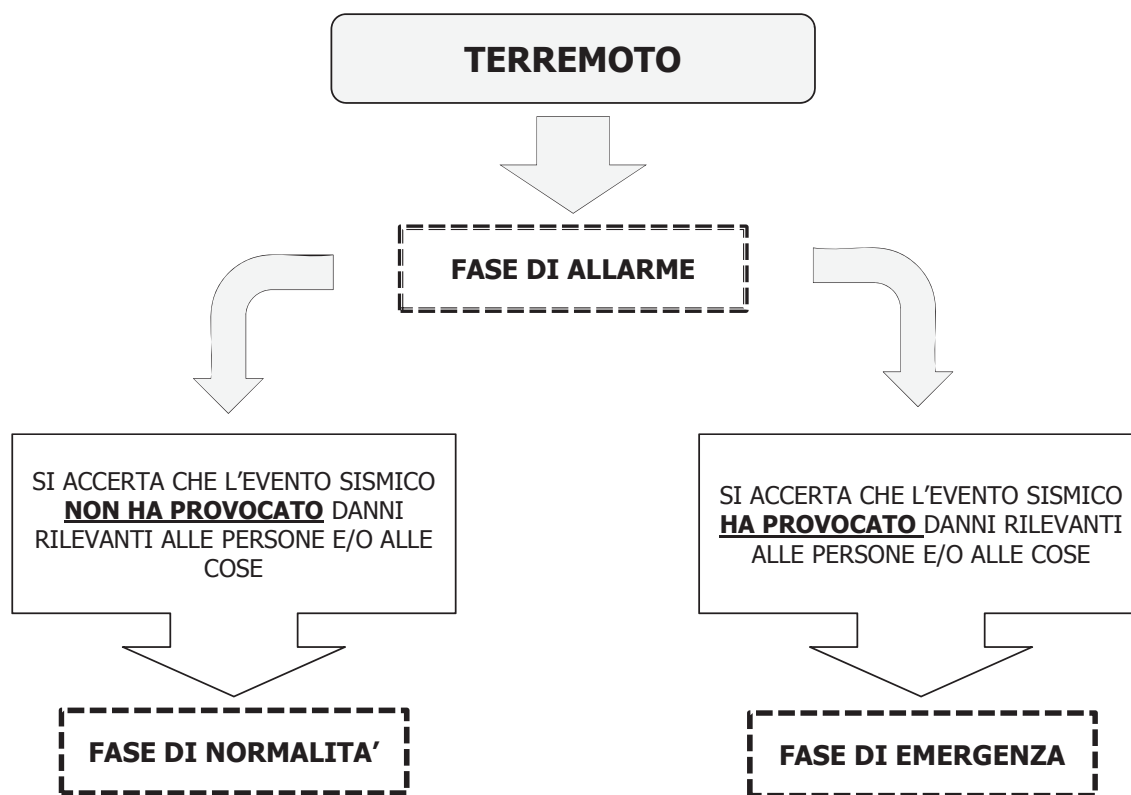 TERREMOTO
FASE DI ALLARME
SI ACCERTA CHE L’EVENTO SISMICO
NON HA PROVOCATO DANNI
RILEVANTI ALLE PERSONE E/O ALLE
COSE
SI ACCERTA CHE L’EVENTO SISMICO
HA PROVOCATO DANNI RILEVANTI
ALLE PERSONE E/O ALLE COSE
FASE DI NORMALITA’
FASE DI EMERGENZA